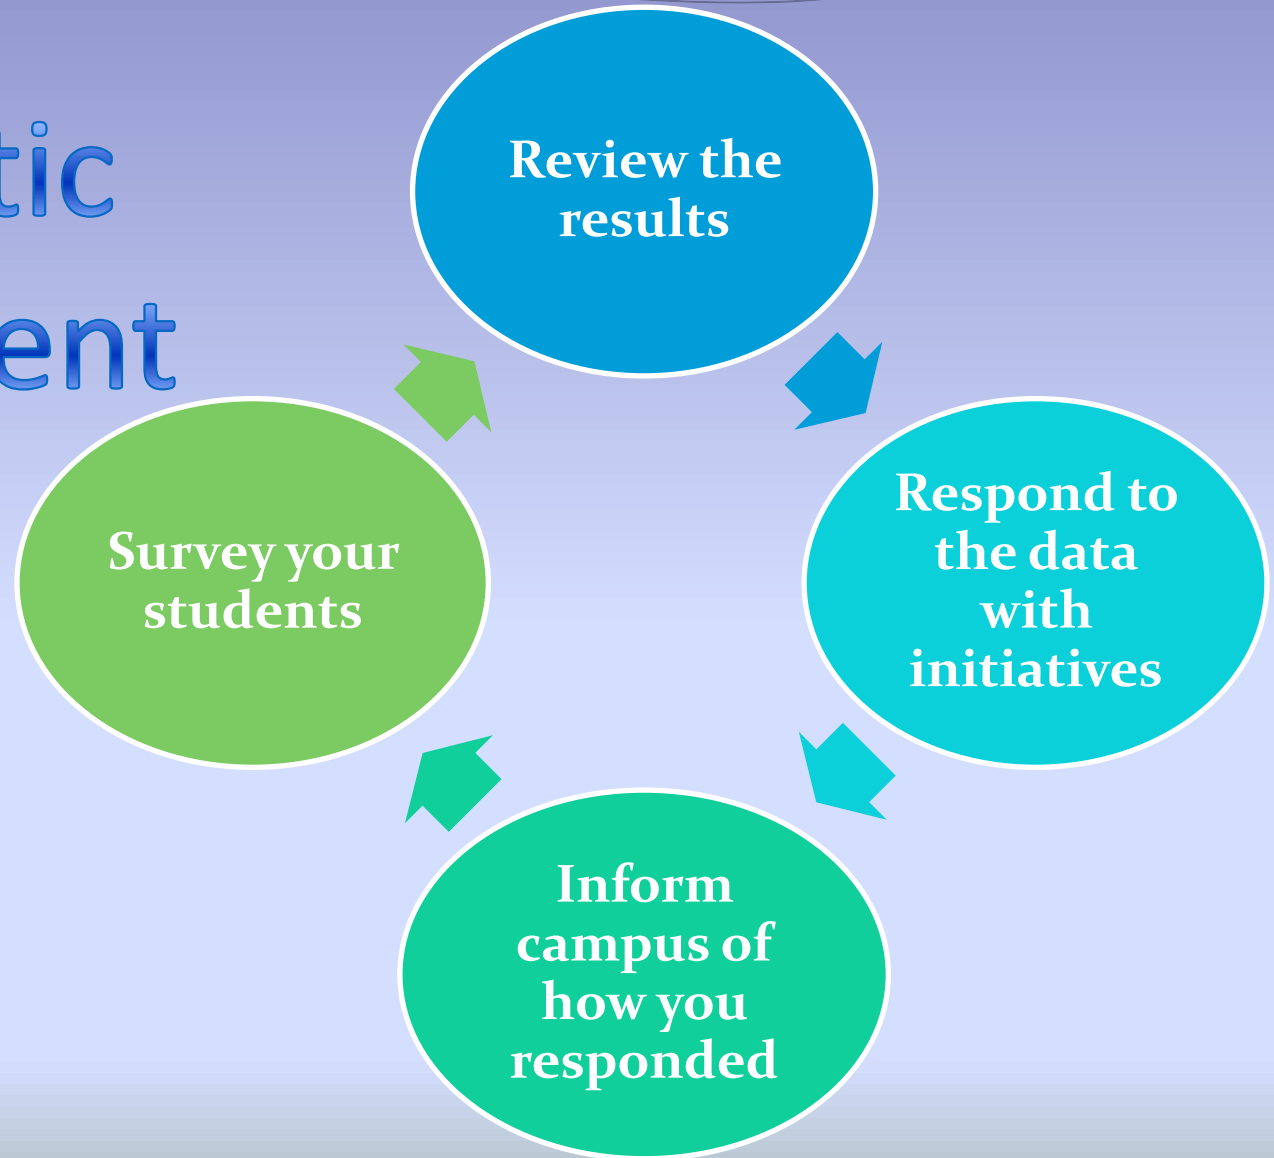 tic
ent
Review the
results
Respond to
the data
with
initiatives
Inform
campus of
how you
responded
Survey your
students